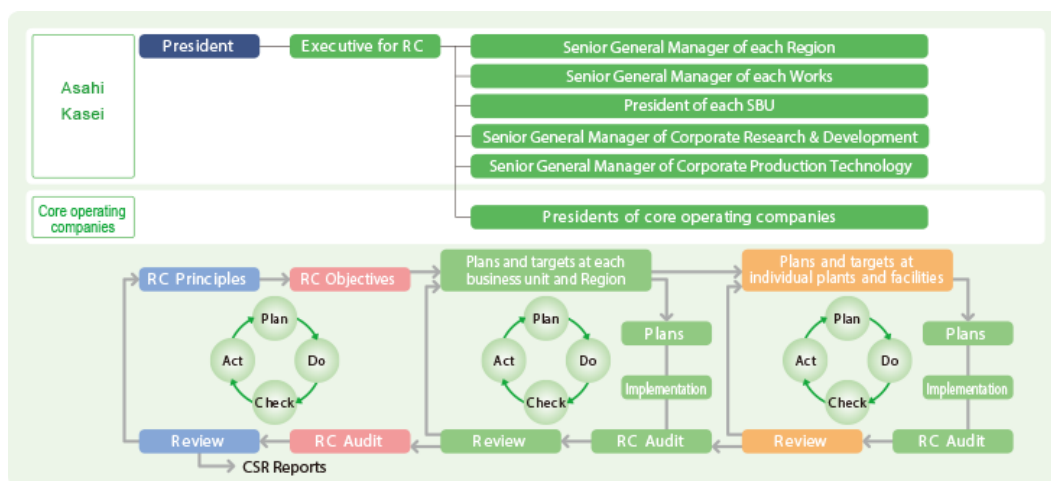 Asahi
Kasei
President
Executive for RC
Senior General Manager of each Region
Senior General Manager of each Works
President of each SBU
Senior General Manager of Corporate Research & Development
Senior General Manager of Corporate Production Technology
Core operating
companies
Presidents of core operating companies
RC Principles
RC Objectives
Plans and targets at each
business unit and Region
Plans and targets at
individual plants and facilities
Plan
Do
Check
Act
Plan
Do
Check
Act
Plans
Implementation
Plan
Do
Check
Act
Plans
Implementation
Review
RC Audit
Review
RC Audit
Review
RC Audit
CSR Reports